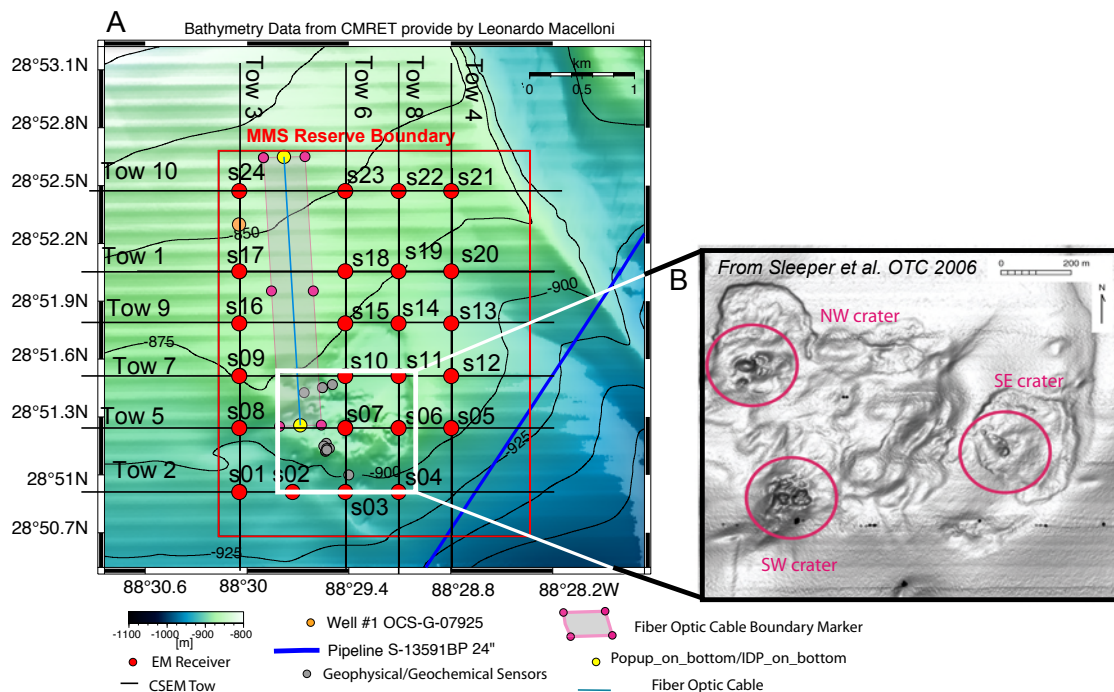 A
Bathymetry Data from CMRET provide by Leonardo Macelloni
28°53.1N
28°52.8N
28°52.5N
28°52.2N
28°51.9N
28°51.6N
28°51.3N
28°51N
28°50.7N
Tow 3
Tow 6
Tow 8
Tow 4
km
0 0.5 1
MMS Reserve Boundary
Tow 10
s24 s23 s22 s21
-850
Tow 1
s17 s18 s19 s20
-900
Tow 9
s16 s15 s14 s13
875
Tow 7
s09 s10 s11 s12
Tow 5
s08 s07 s06 s05
-925
Tow 2
s01 s02 -900 s04
s03
-925
88°30.6 88°30 88°29.4 88°28.8 88°28.2W
B
From Sleeper et al. OTC 2006
0 200 m
N
NW crater
SE crater
SW crater
-1100 -1000 -900 -800
[m]
EM Receiver
CSEM Tow
Well #1 OCS-G-07925
Pipeline S-13591BP 24"
Geophysical/Geochemical Sensors
Fiber Optic Cable Boundary Marker
Popup_on_bottom/IDP_on_bottom
Fiber Optic Cable